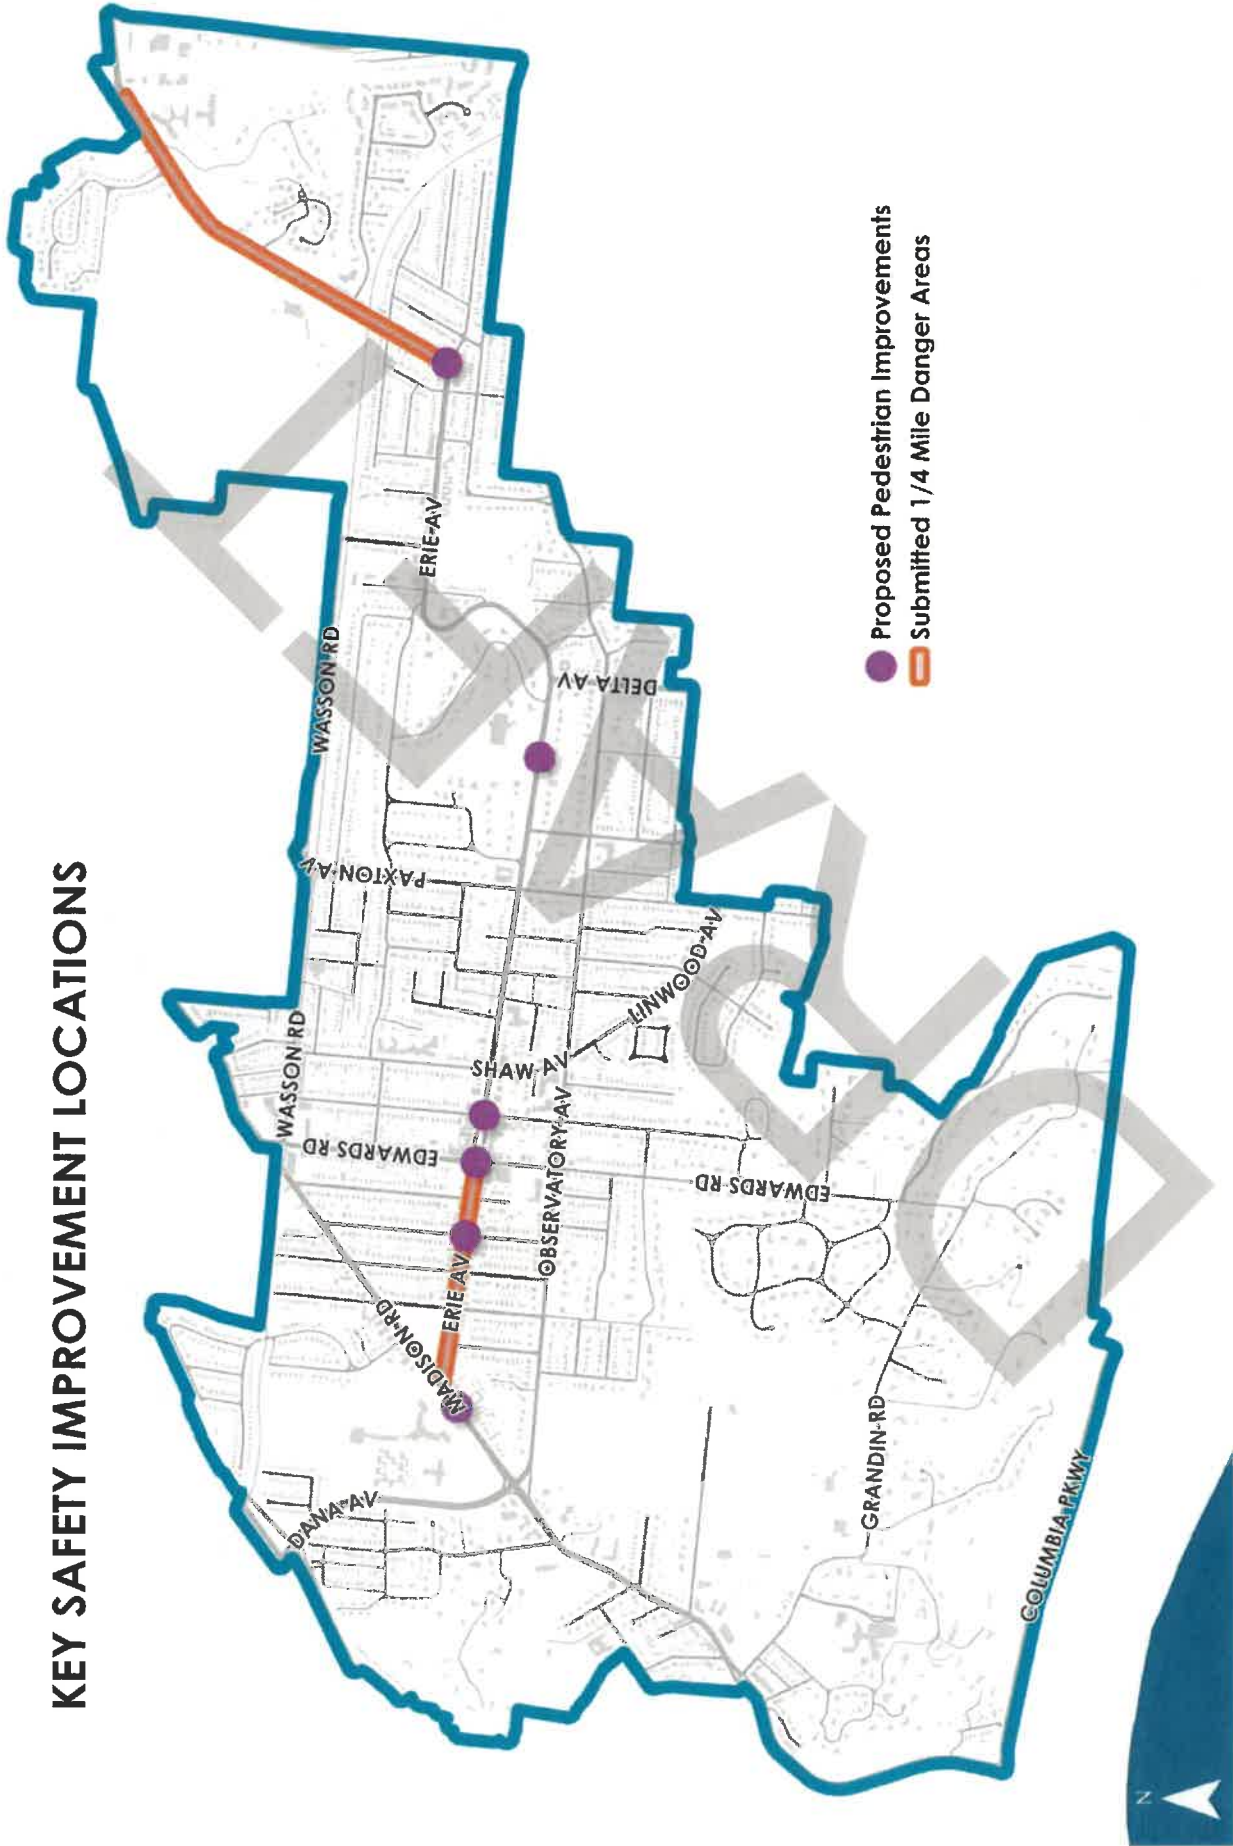 KEY SAFETY IMPROVEMENT LOCATIONS
DANA AV
MADISON RD
ERIE AV
WASSON RD
EDWARDS RD
SHAW AV
OBSERVATORY AV
LINWOOD AV
PAXTON AV
WASSON RD
ERIE AV
DELTA AV
EDWARDS RD
GRANDIN RD
COLUMBIA PKWY
Proposed Pedestrian Improvements
Submitted 1/4 Mile Danger Areas
N
DRAFT